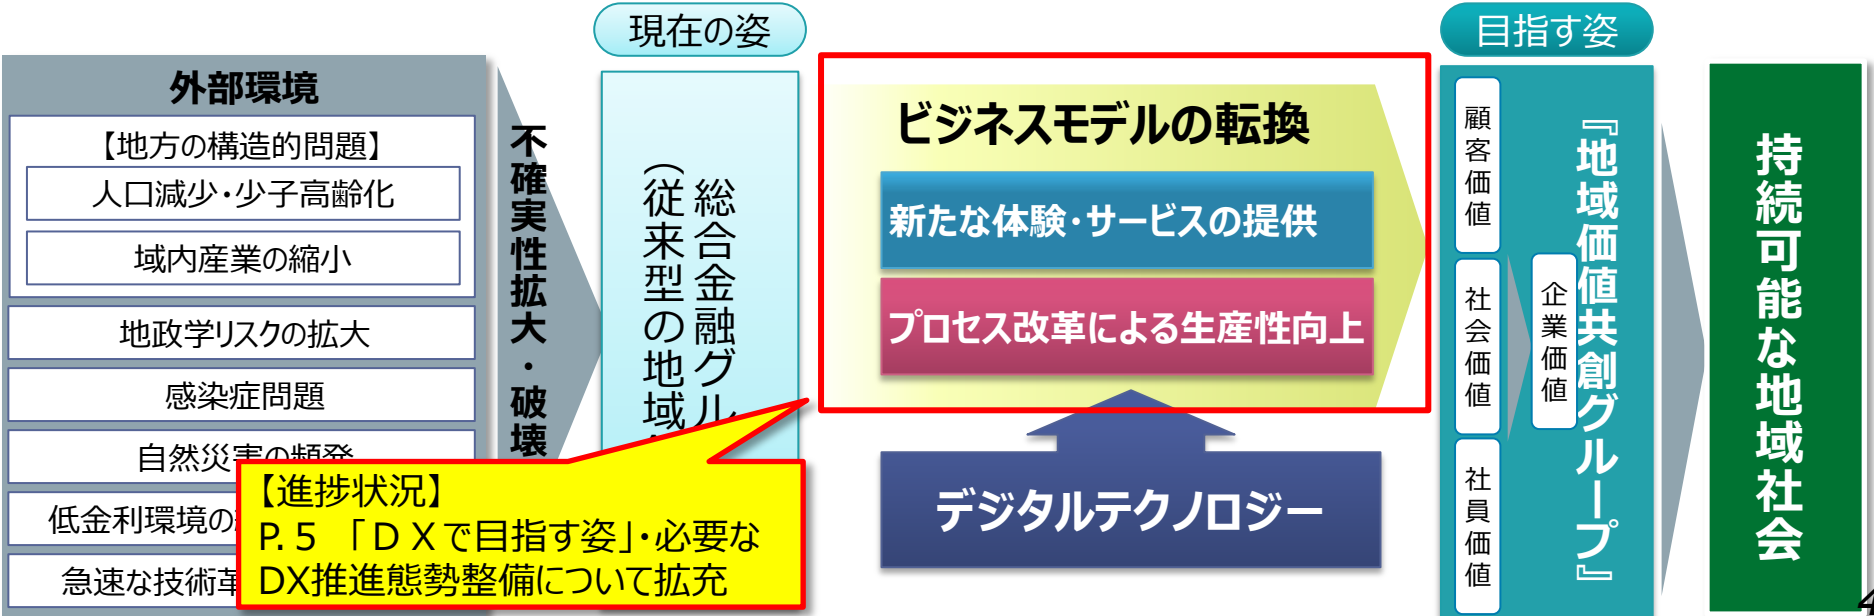 現在の姿
目指す姿
外部環境
【地方の構造的問題】
人口減少・少子高齢化
域内産業の縮小
地政学リスクの拡大
感染症問題
自然災害の頻発
低金利環境の
急速な技術革
不確実性拡大・破壊
総合金融グル
（従来型の地域
ビジネスモデルの転換
新たな体験・サービスの提供
プロセス改革による生産性向上
デジタルテクノロジー
【進捗状況】
P.５ 「ＤＸで目指す姿」・必要な
DX推進態勢整備について拡充
顧客価値
社会価値
社員価値
企業価値
『地域価値共創グループ』
持続可能な地域社会